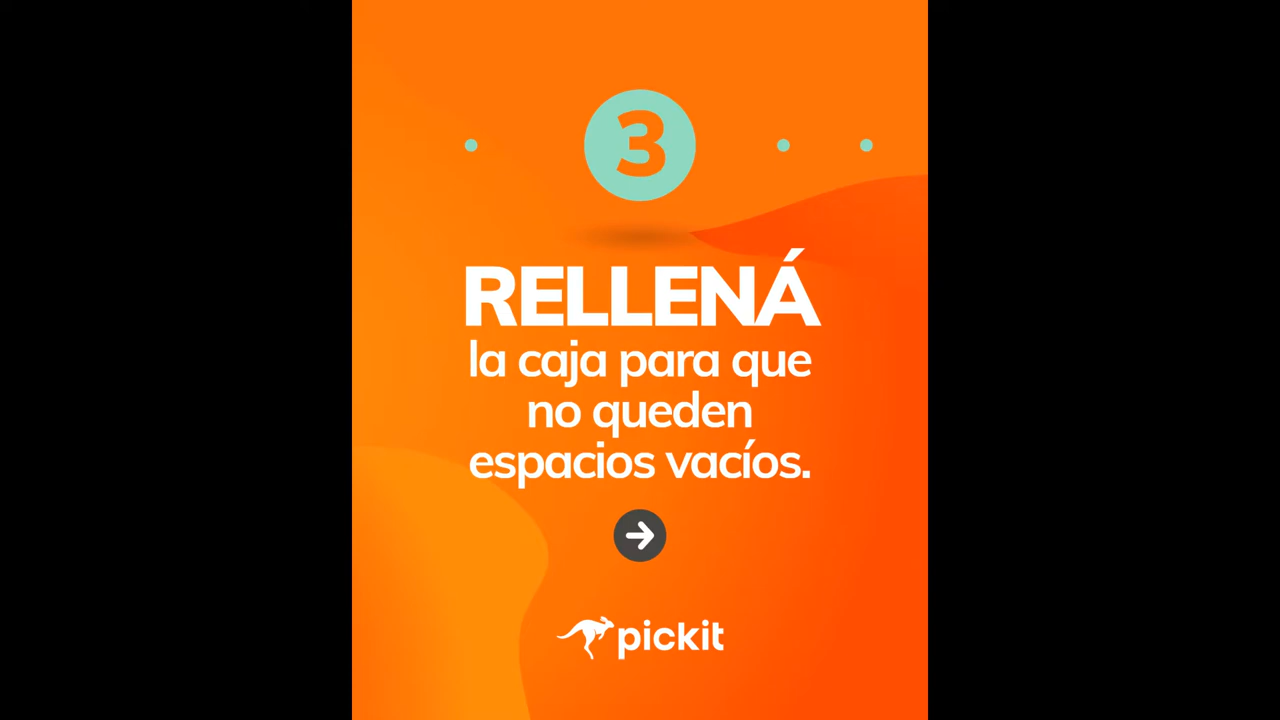 3
RELLENÁ
la caja para que
no queden
espacios vacíos.
pickit